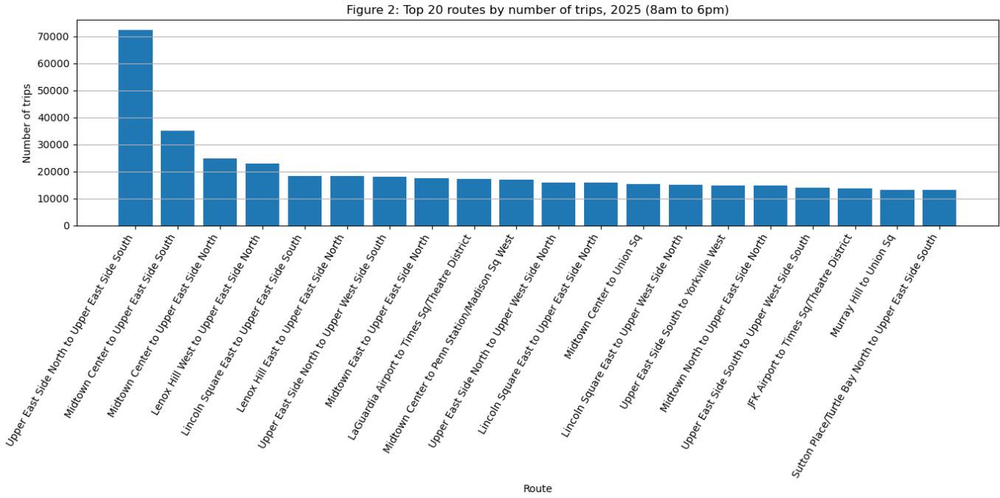 Figure 2: Top 20 routes by number of trips, 2025 (8am to 6pm)
Number of trips
70000
60000
50000
40000
30000
20000
10000
0
Upper East Side North to Upper East Side South
Midtown Center to Upper East Side South
Midtown Center to Upper East Side North
Lenox Hill West to Upper East Side North
Lincoln Square East to Upper East Side South
Lenox Hill East to Upper East Side North
Upper East Side North to Upper West Side South
Midtown East to Upper East Side North
LaGuardia Airport to Times Sq/Theatre District
Midtown Center to Penn Station/Madison Sq West
Upper East Side North to Upper West Side North
Lincoln Square East to Upper East Side North
Midtown Center to Union Sq
Lincoln Square East to Upper West Side North
Upper East Side South to Yorkville West
Midtown North to Upper East Side North
Upper East Side South to Upper West Side South
JFK Airport to Times Sq/Theatre District
Murray Hill to Union Sq
Sutton Place/Turtle Bay North to Upper East Side South
Route